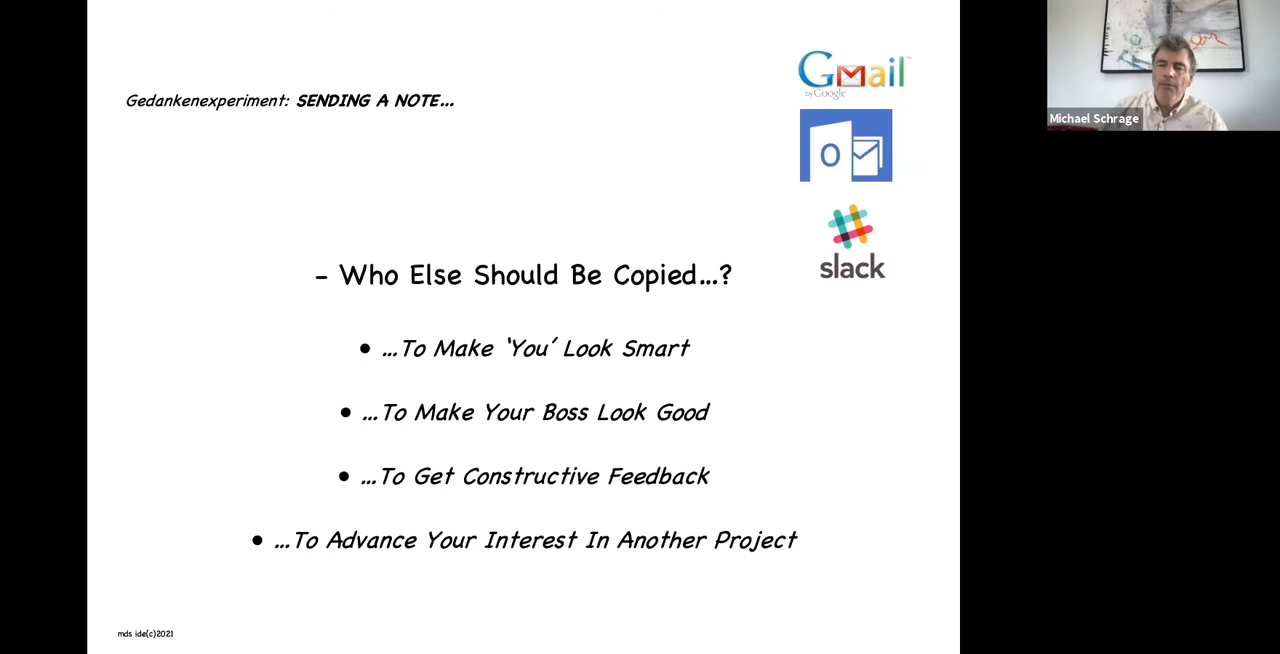 Gedankenexperiment: SENDING A NOTE...
Gmail
by Google
TM
O
slack
– Who Else Should Be Copied...?
• ...To Make ‘You’ Look Smart
• ...To Make Your Boss Look Good
• ...To Get Constructive Feedback
• ...To Advance Your Interest In Another Project
mds ide(c)2021
Michael Schrage